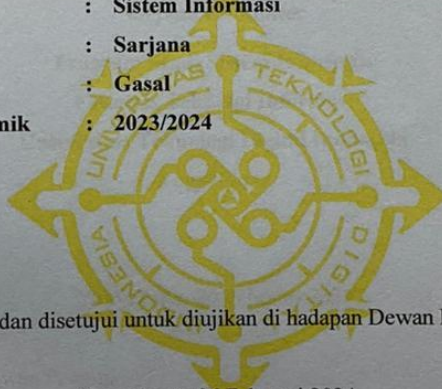 : Sistem Informasi
: Sarjana
: Gasal
nik : 2023/2024
UNIVERSITAS TEKNOLOGI DIGITAL INDONESIA
dan disetujui untuk diujikan di hadapan Dewan